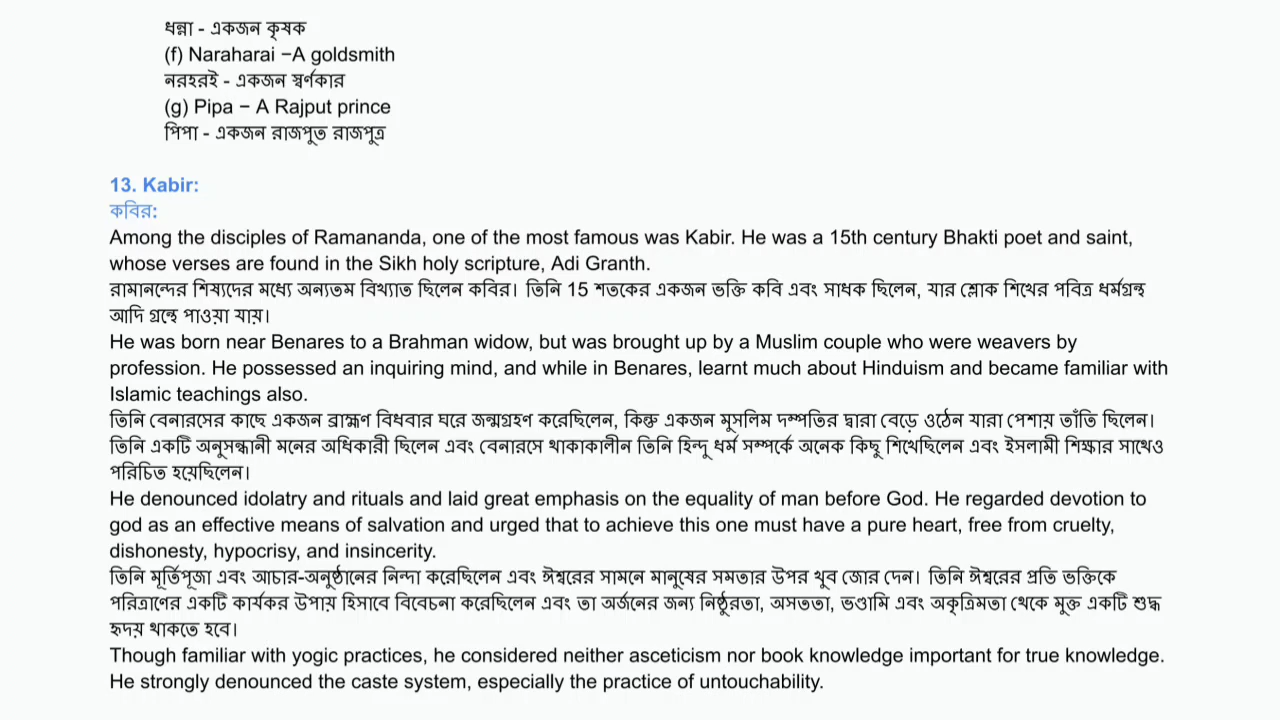 ধন্না - একজন কৃষক
(f) Naraharai −A goldsmith
নরহরই - একজন স্বর্ণকার
(g) Pipa − A Rajput prince
পিপা - একজন রাজপুত রাজপুত্র
13. Kabir:
কবির:
Among the disciples of Ramananda, one of the most famous was Kabir. He was a 15th century Bhakti poet and saint,
whose verses are found in the Sikh holy scripture, Adi Granth.
রামানন্দের শিষ্যদের মধ্যে অন্যতম বিখ্যাত ছিলেন কবির। তিনি 15 শতকের একজন ভক্তি কবি এবং সাধক ছিলেন, যার শ্লোক শিখের পবিত্র ধর্মগ্রন্থ
আদি গ্রন্থে পাওয়া যায়।
He was born near Benares to a Brahman widow, but was brought up by a Muslim couple who were weavers by
profession. He possessed an inquiring mind, and while in Benares, learnt much about Hinduism and became familiar with
Islamic teachings also.
তিনি বেনারসের কাছে একজন ব্রাহ্মণ বিধবার ঘরে জন্মগ্রহণ করেছিলেন, কিন্তু একজন মুসলিম দম্পতির দ্বারা বেড়ে ওঠেন যারা পেশায় তাঁতি ছিলেন।
তিনি একটি অনুসন্ধানী মনের অধিকারী ছিলেন এবং বেনারসে থাকাকালীন তিনি হিন্দু ধর্ম সম্পর্কে অনেক কিছু শিখেছিলেন এবং ইসলামী শিক্ষার সাথেও
পরিচিত হয়েছিলেন।
He denounced idolatry and rituals and laid great emphasis on the equality of man before God. He regarded devotion to
god as an effective means of salvation and urged that to achieve this one must have a pure heart, free from cruelty,
dishonesty, hypocrisy, and insincerity.
তিনি মূর্তিপূজা এবং আচার-অনুষ্ঠানের নিন্দা করেছিলেন এবং ঈশ্বরের সামনে মানুষের সমতার উপর খুব জোর দেন। তিনি ঈশ্বরের প্রতি ভক্তিকে
পরিত্রাণের একটি কার্যকর উপায় হিসাবে বিবেচনা করেছিলেন এবং তা অর্জনের জন্য নিষ্ঠুরতা, অসততা, ভণ্ডামি এবং অকৃত্রিমতা থেকে মুক্ত একটি শুদ্ধ
হৃদয় থাকতে হবে।
Though familiar with yogic practices, he considered neither asceticism nor book knowledge important for true knowledge.
He strongly denounced the caste system, especially the practice of untouchability.